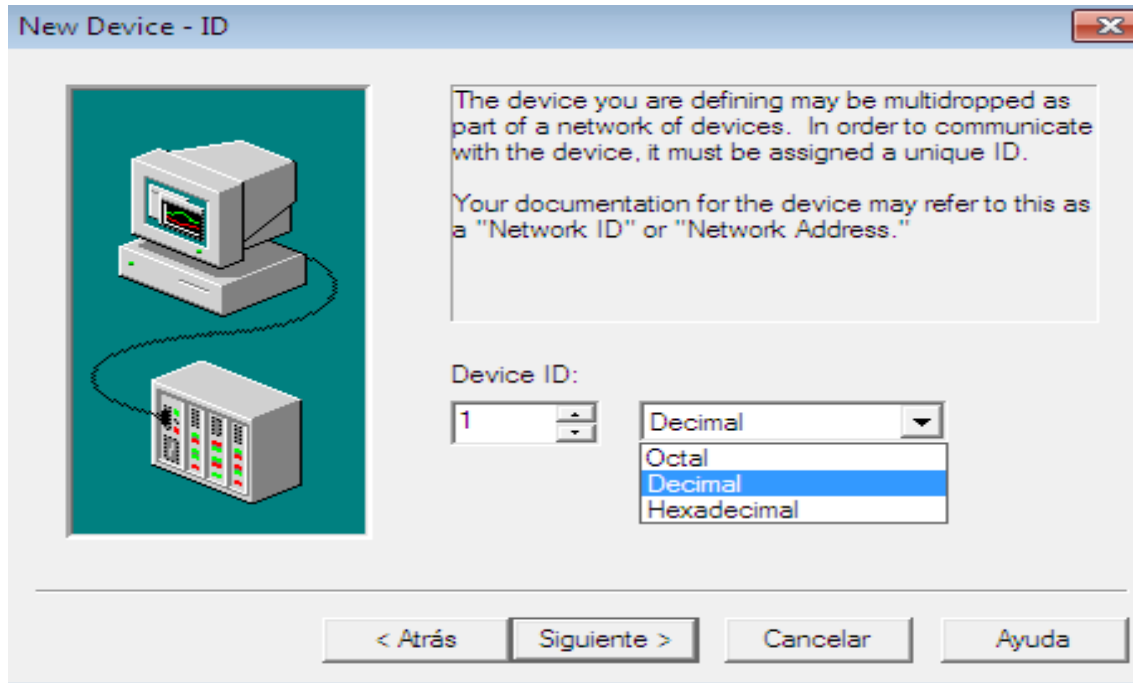 New Device - ID
The device you are defining may be multidropped as
part of a network of devices.  In order to communicate
with the device, it must be assigned a unique ID.
Your documentation for the device may refer to this as
a "Network ID" or "Network Address."
Device ID:
1
Decimal
Octal
Decimal
Hexadecimal
< Atrás
Siguiente >
Cancelar
Ayuda